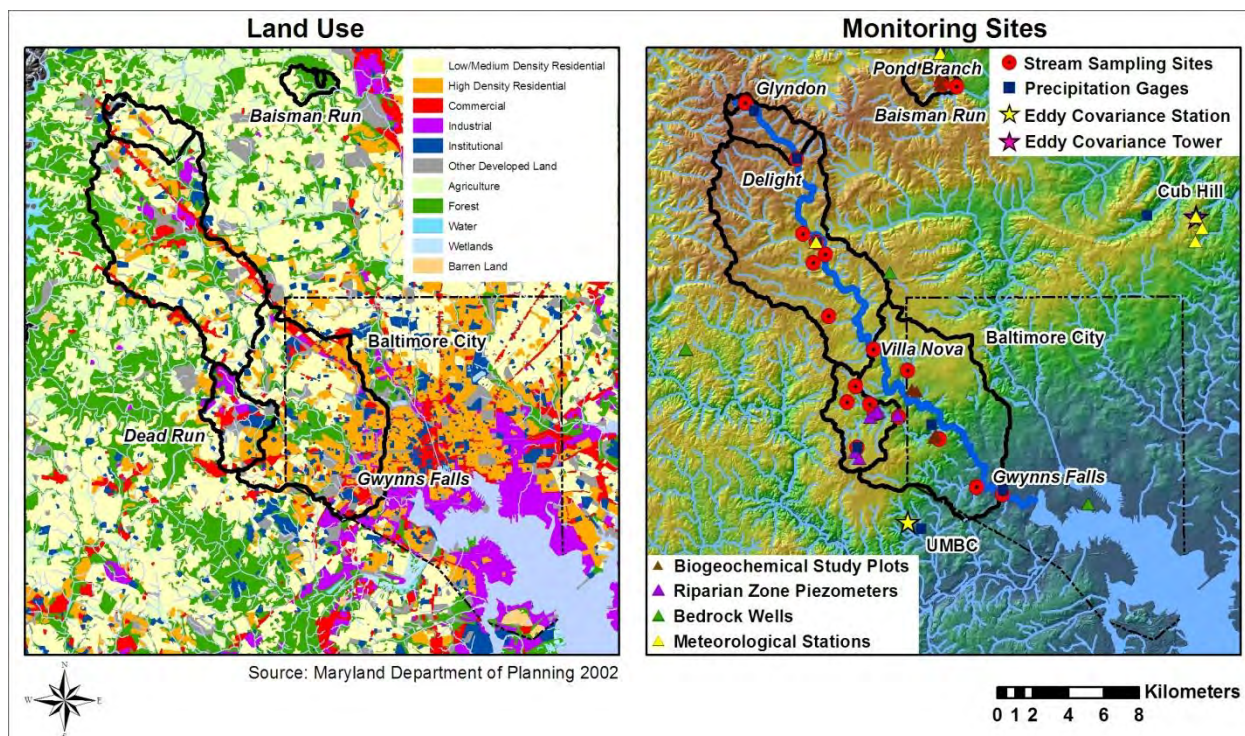 Land Use
Low/Medium Density Residential
High Density Residential
Commercial
Industrial
Institutional
Other Developed Land
Agriculture
Forest
Water
Wetlands
Barren Land
Baisman Run
Baltimore City
Dead Run
Gwynns Falls
Source: Maryland Department of Planning 2002
N
W
E
S
Monitoring Sites
Stream Sampling Sites
Precipitation Gages
Eddy Covariance Station
Eddy Covariance Tower
Pond Branch
Glyndon
Baisman Run
Delight
Cub Hill
Baltimore City
Villa Nova
Gwynns Falls
UMBC
Biogeochemical Study Plots
Riparian Zone Piezometers
Bedrock Wells
Meteorological Stations
Kilometers
0 1 2 4 6 8